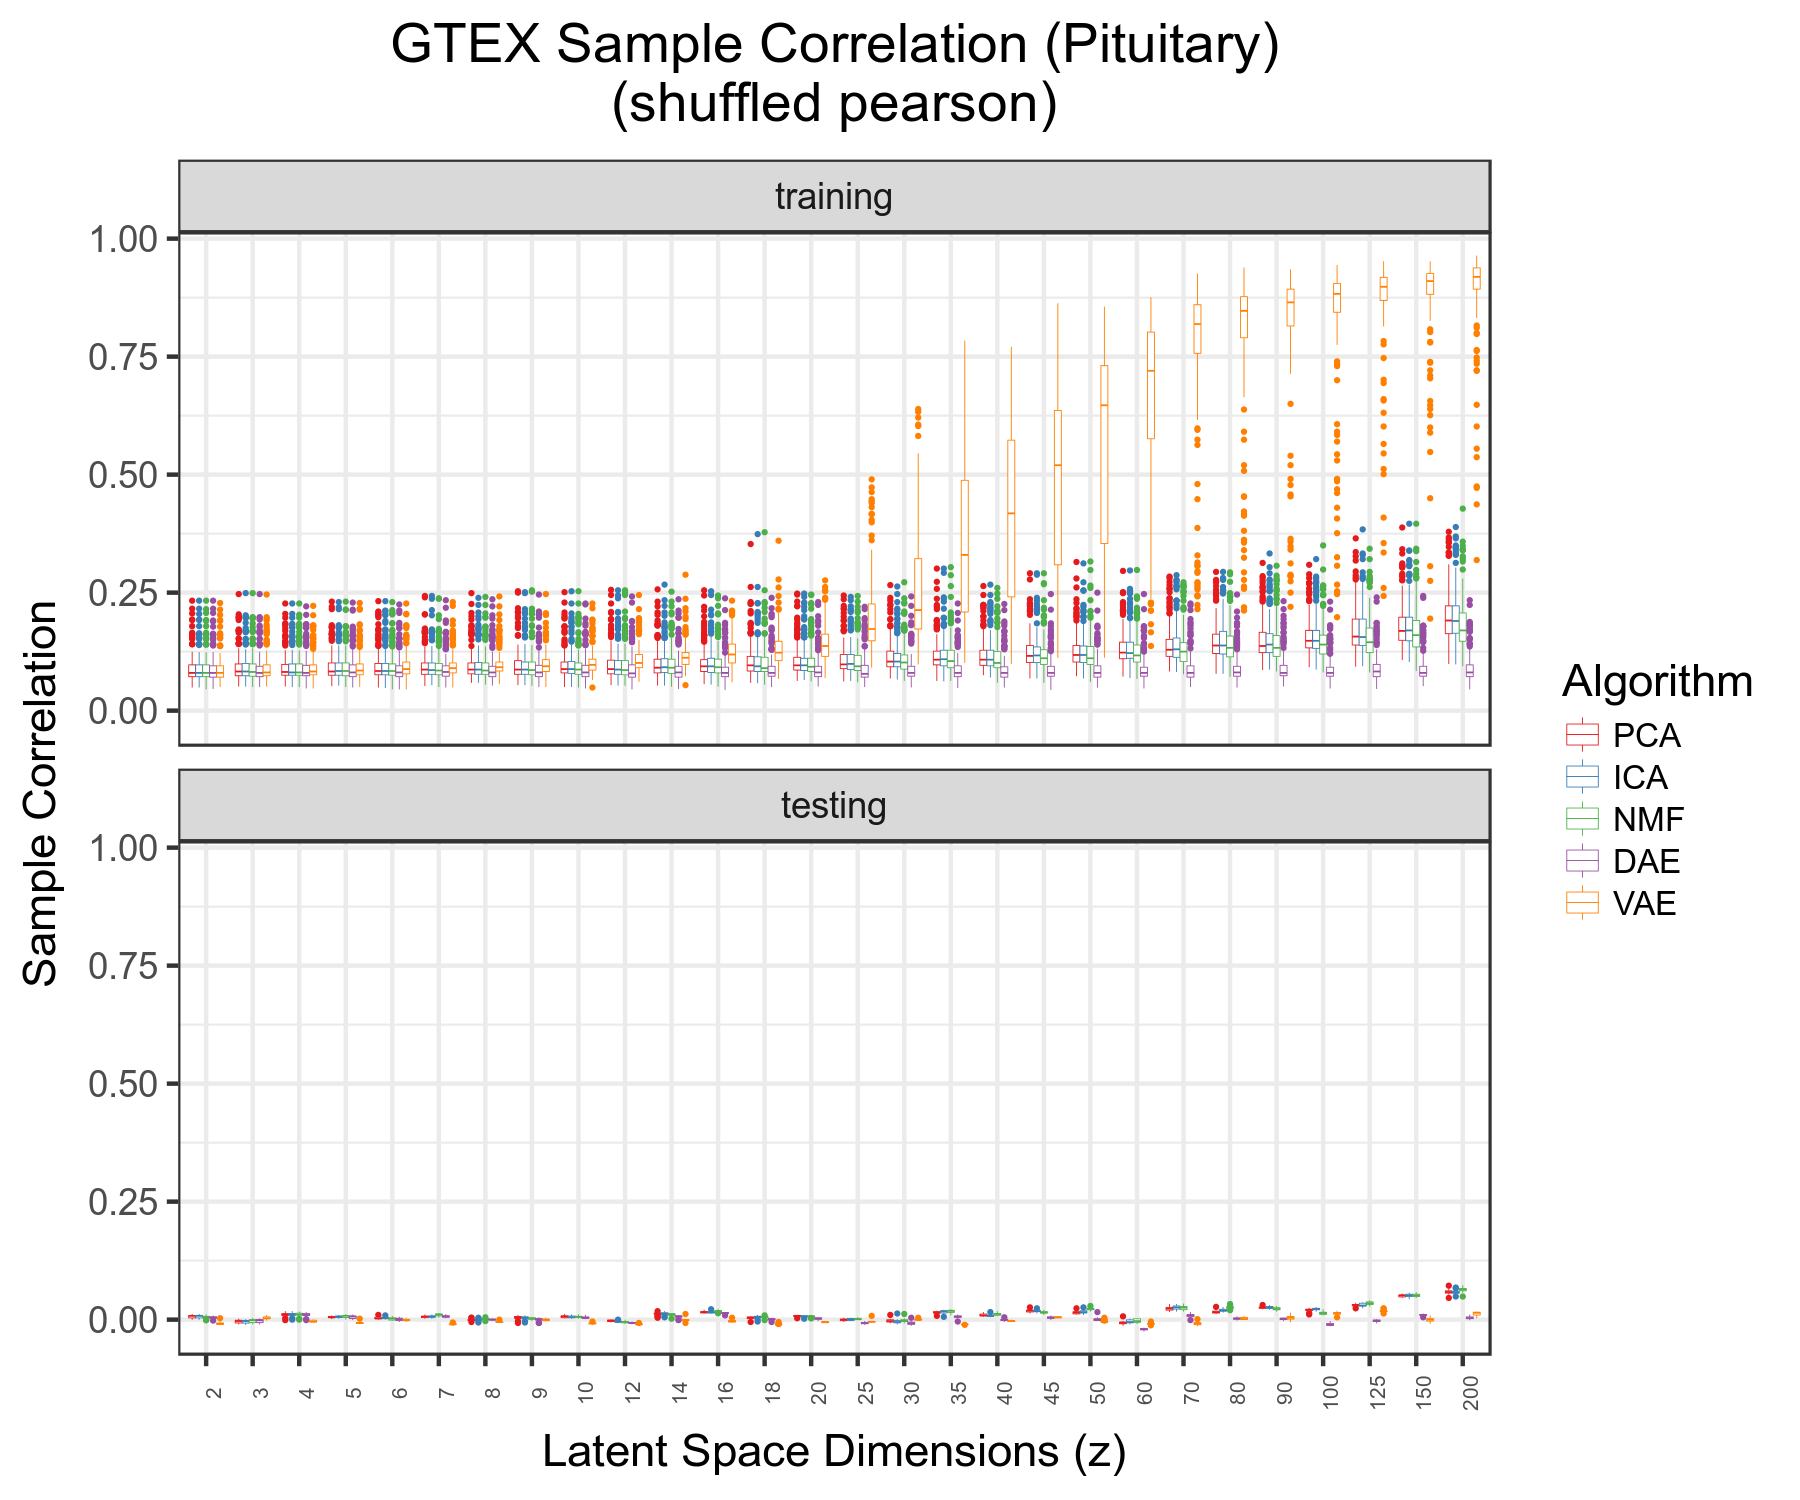 GTEX Sample Correlation (Pituitary)
(shuffled pearson)
training
1.00
0.75
0.50
0.25
0.00
testing
1.00
0.75
0.50
0.25
0.00
Sample Correlation
2 3 4 5 6 7 8 9 10 12 14 16 18 20 25 30 35 40 45 50 60 70 80 90 100 125 150 200
Latent Space Dimensions (z)
Algorithm
PCA
ICA
NMF
DAE
VAE